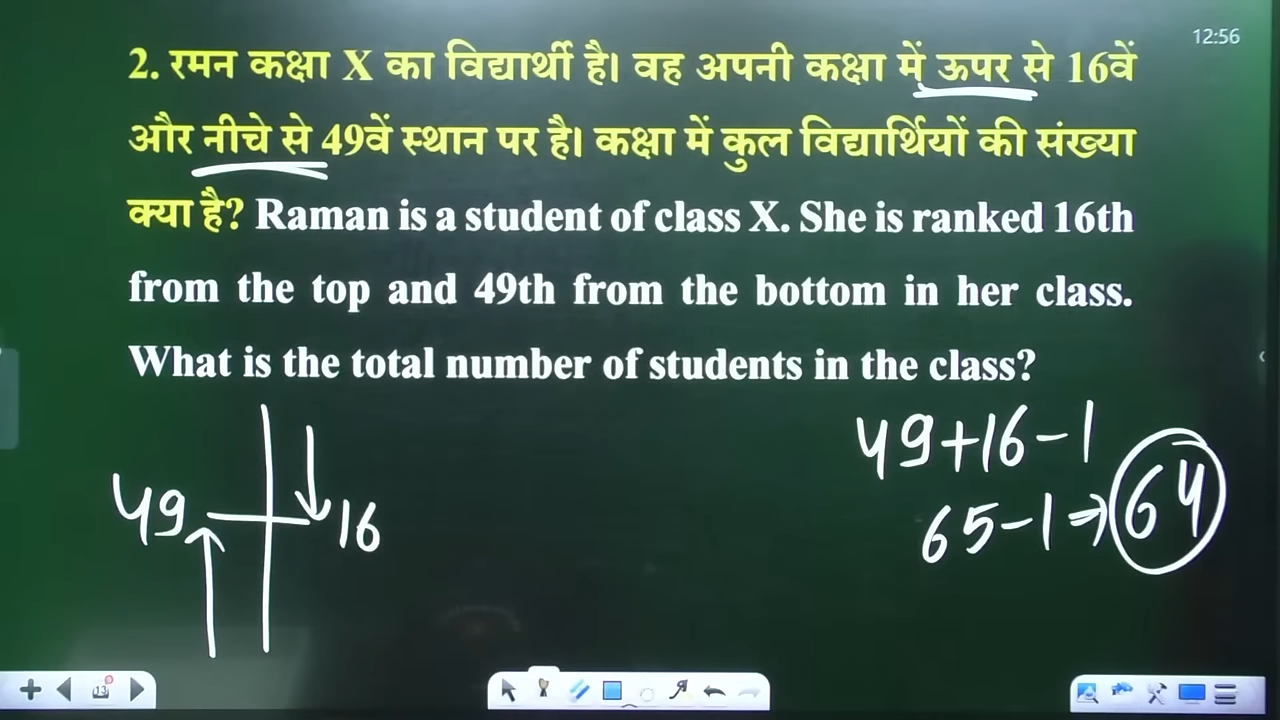 12:56
2. रमन कक्षा X का विद्यार्थी है। वह अपनी कक्षा में ऊपर से 16वें
और नीचे से 49वें स्थान पर है। कक्षा में कुल विद्यार्थियों की संख्या
क्या है? Raman is a student of class X. She is ranked 16th
from the top and 49th from the bottom in her class.
What is the total number of students in the class?
49 16
49+16-1
65-1⇒64
13